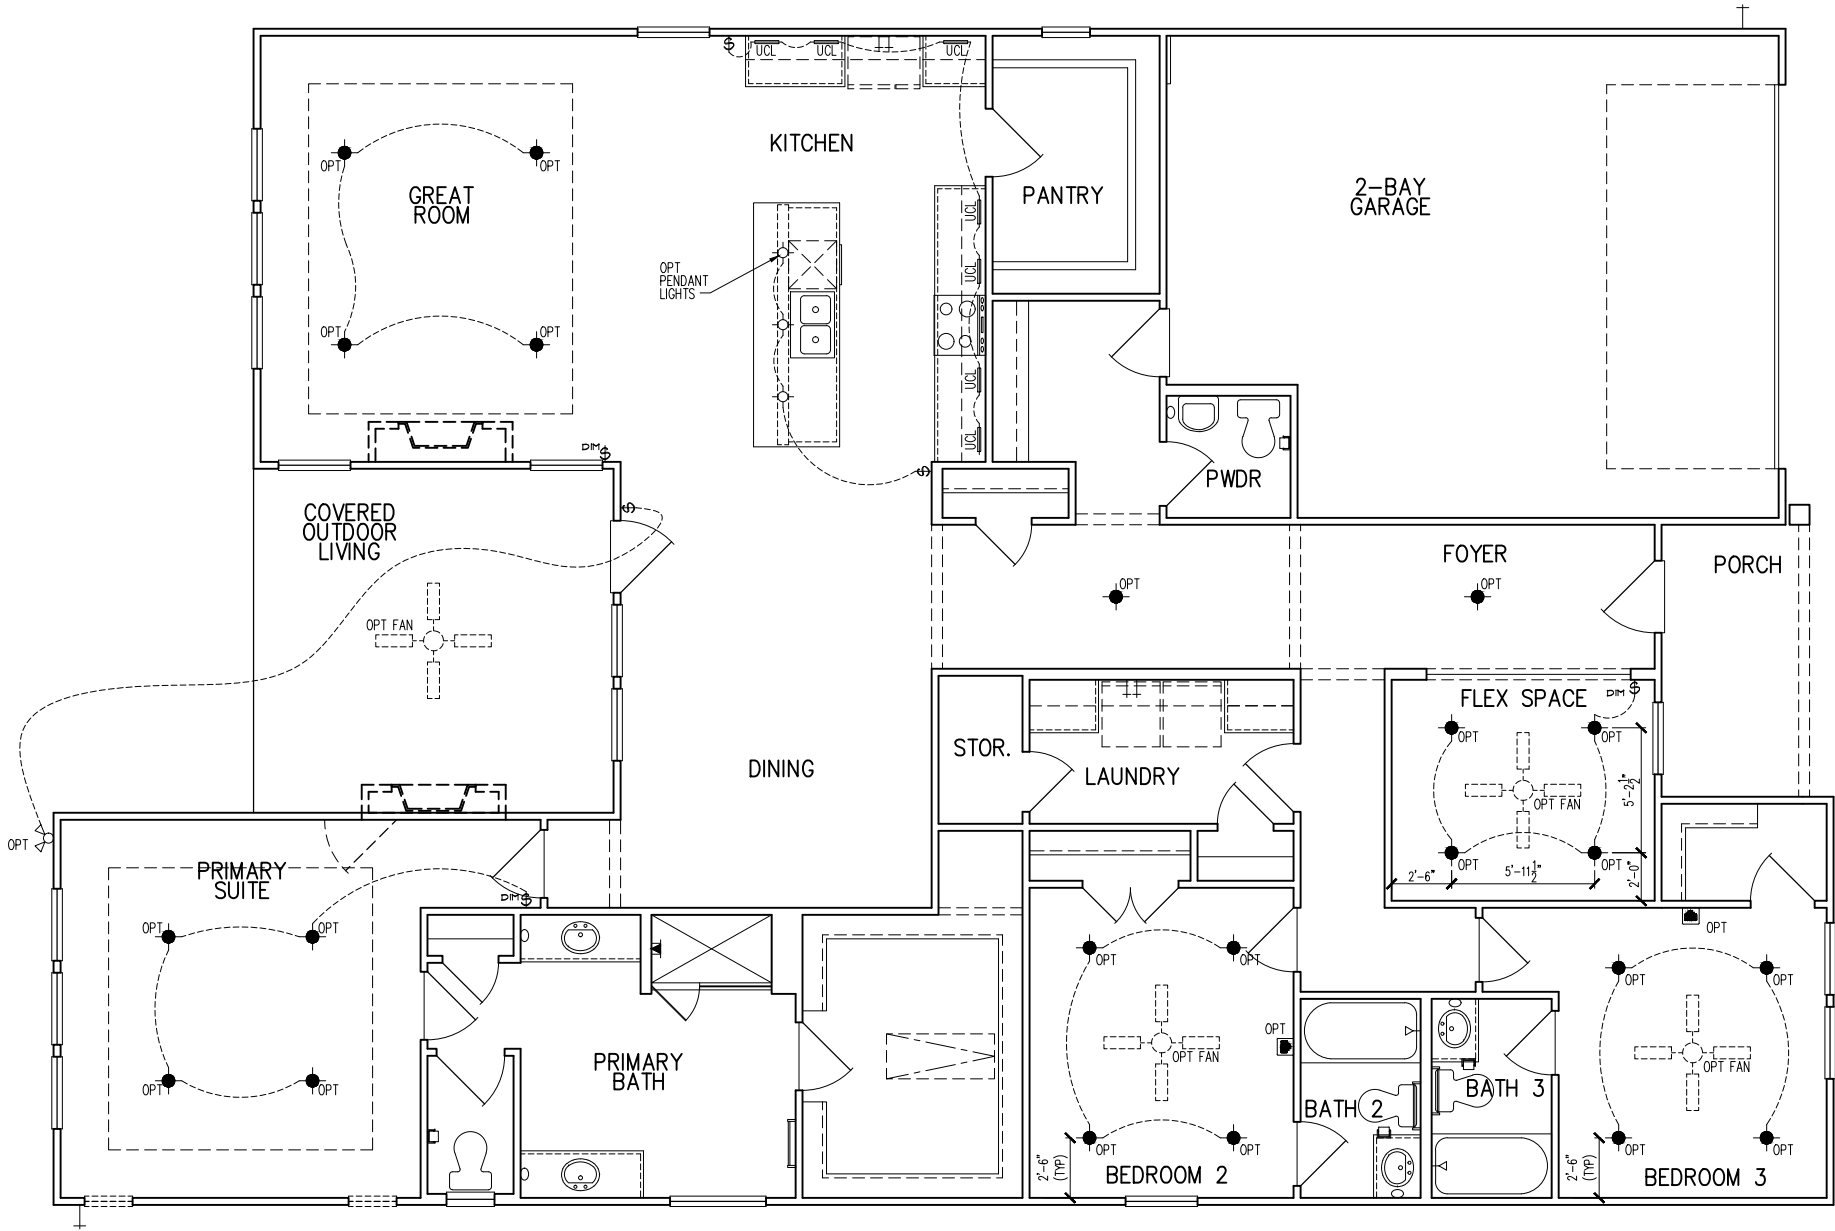 UCL
UCL
UCL
KITCHEN
OPT
OPT
GREAT
ROOM
PANTRY
2-BAY
GARAGE
UCL
OPT
PENDANT
LIGHTS
UCL
OPT
OPT
UCL
UCL
DIM
$
$
$
$
PWDR
COVERED
OUTDOOR
LIVING
FOYER
PORCH
OPT
OPT
OPT FAN
DIM
$
FLEX SPACE
OPT
OPT
STOR.
DINING
LAUNDRY
5'-2 1/2"
OPT FAN
OPT
OPT
OPT
2'-6"
5'-11 1/2"
2'-0"
PRIMARY
SUITE
DIM
$
OPT
OPT
OPT
OPT
OPT
OPT
OPT
OPT
OPT FAN
OPT FAN
PRIMARY
BATH
OPT
OPT
BATH 2
BATH 3
OPT
OPT
OPT
OPT
2'-6"
(TYP)
BEDROOM 2
2'-6"
(TYP)
BEDROOM 3